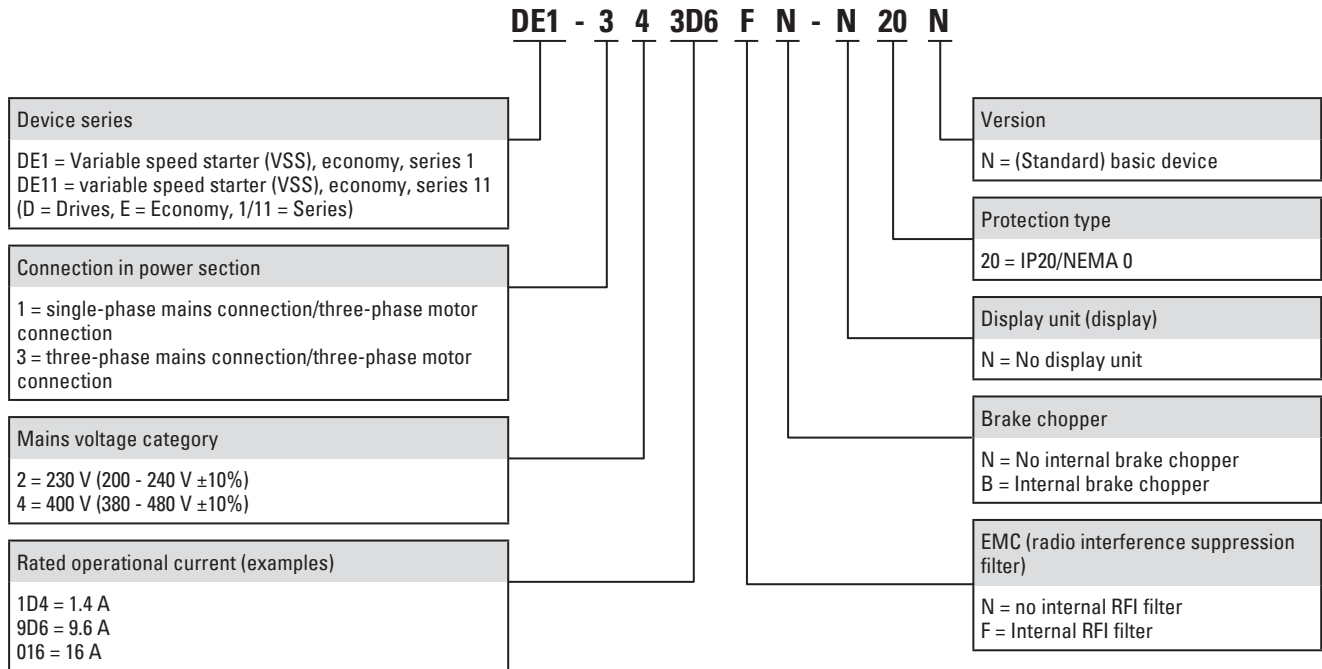 DE1 - 3 4 3D6 F N - N 20 N
Device series
DE1 = Variable speed starter (VSS), economy, series 1
DE11 = variable speed starter (VSS), economy, series 11
(D = Drives, E = Economy, 1/11 = Series)
Connection in power section
1 = single-phase mains connection/three-phase motor
connection
3 = three-phase mains connection/three-phase motor
connection
Mains voltage category
2 = 230 V (200 - 240 V ±10%)
4 = 400 V (380 - 480 V ±10%)
Rated operational current (examples)
1D4 = 1.4 A
9D6 = 9.6 A
016 = 16 A
Version
N = (Standard) basic device
Protection type
20 = IP20/NEMA 0
Display unit (display)
N = No display unit
Brake chopper
N = No internal brake chopper
B = Internal brake chopper
EMC (radio interference suppression
filter)
N = no internal RFI filter
F = Internal RFI filter